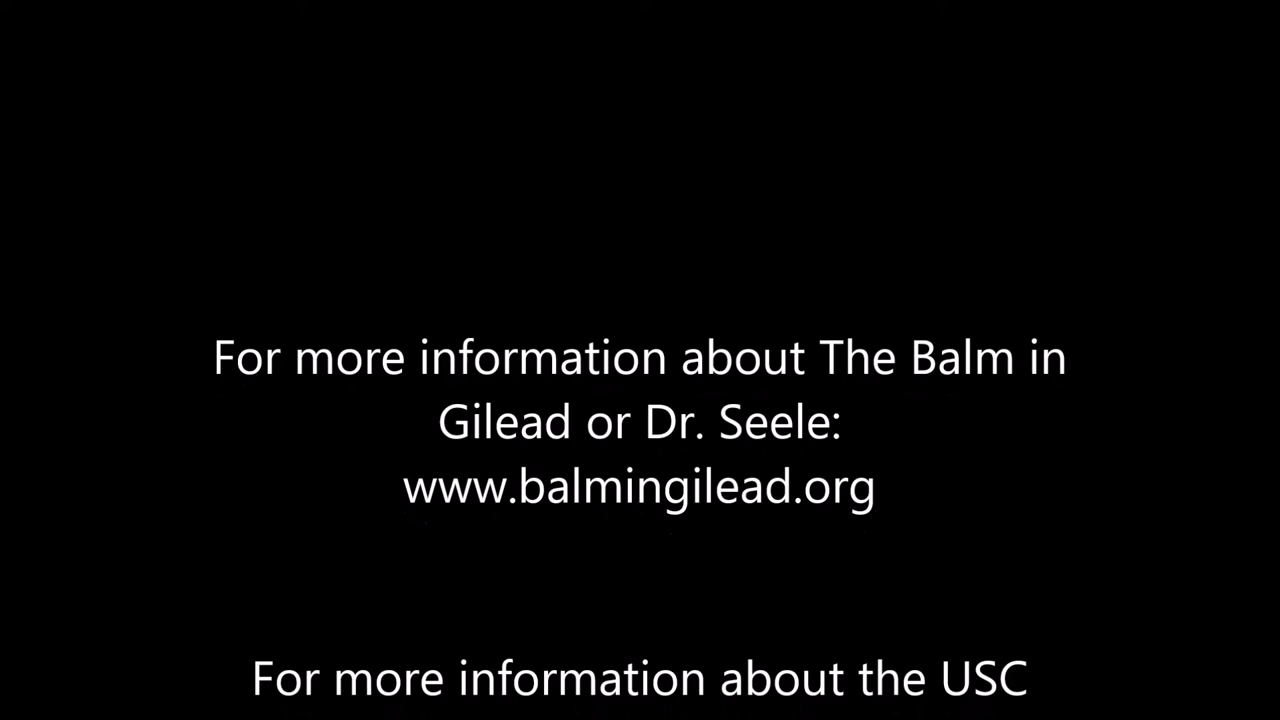 For more information about The Balm in
Gilead or Dr. Seele:
www.balmingilead.org
For more information about the USC